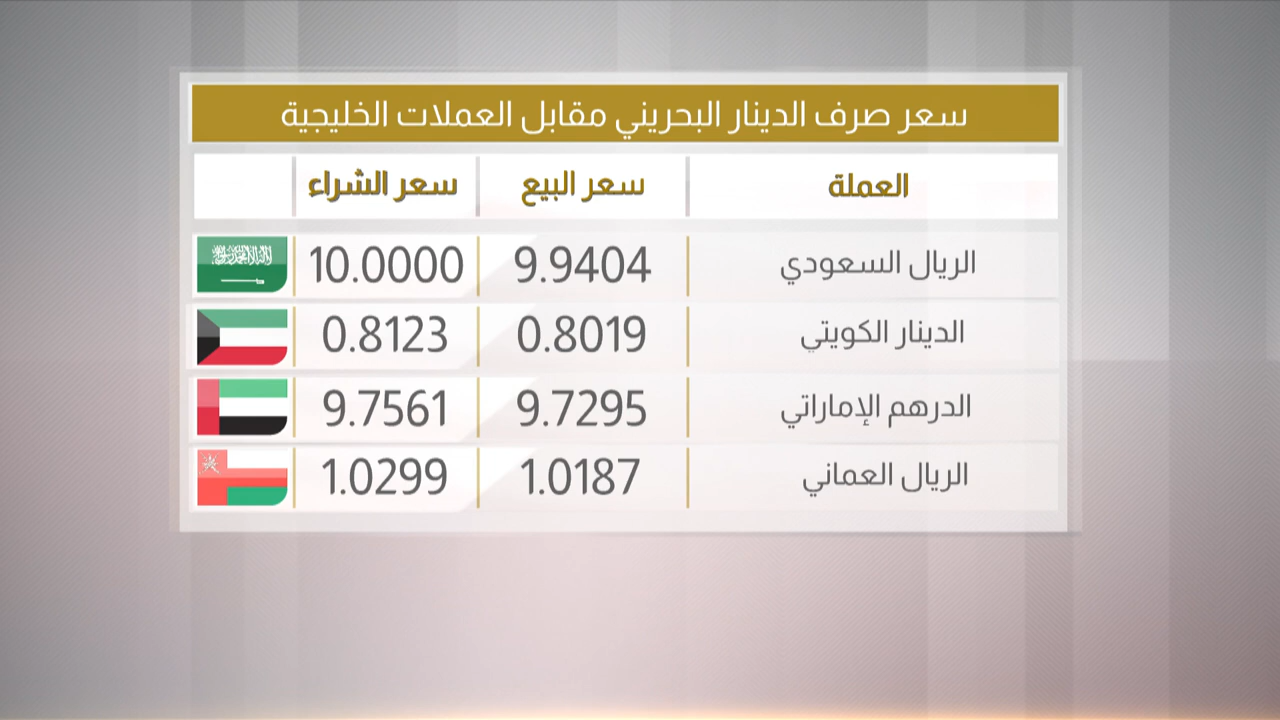 سعر صرف الدينار البحريني مقابل العملات الخليجية
العملة سعر البيع سعر الشراء
الريال السعودي 9.9404 10.0000
الدينار الكويتي 0.8019 0.8123
الدرهم الإماراتي 9.7295 9.7561
الريال العماني 1.0187 1.0299